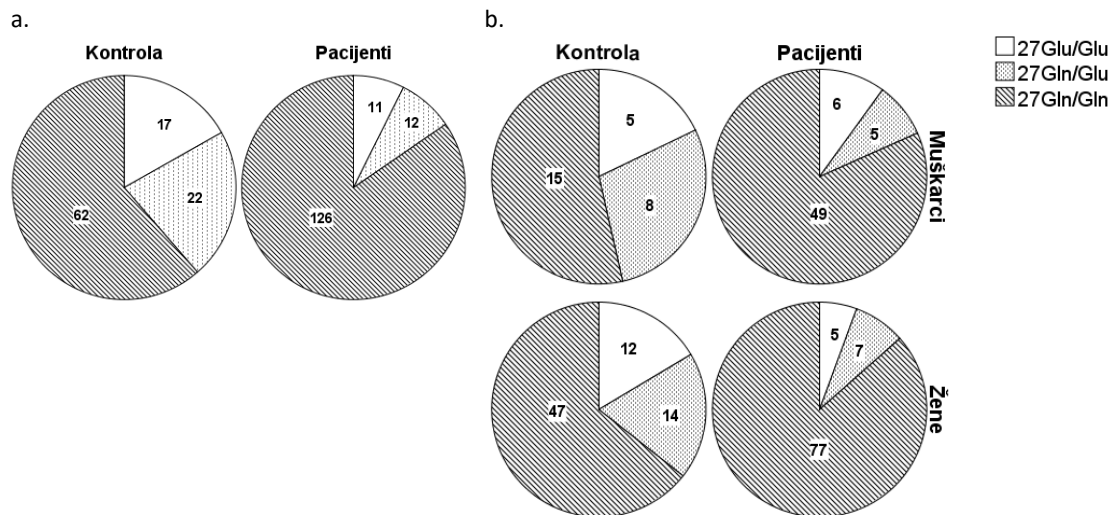 a.
Kontrola
Pacijenti
17
22
62
11
12
126
b.
Kontrola
Pacijenti
5
8
15
6
5
49
Muškarci
12
14
47
5
7
77
Žene
27Glu/Glu
27Gln/Glu
27Gln/Gln